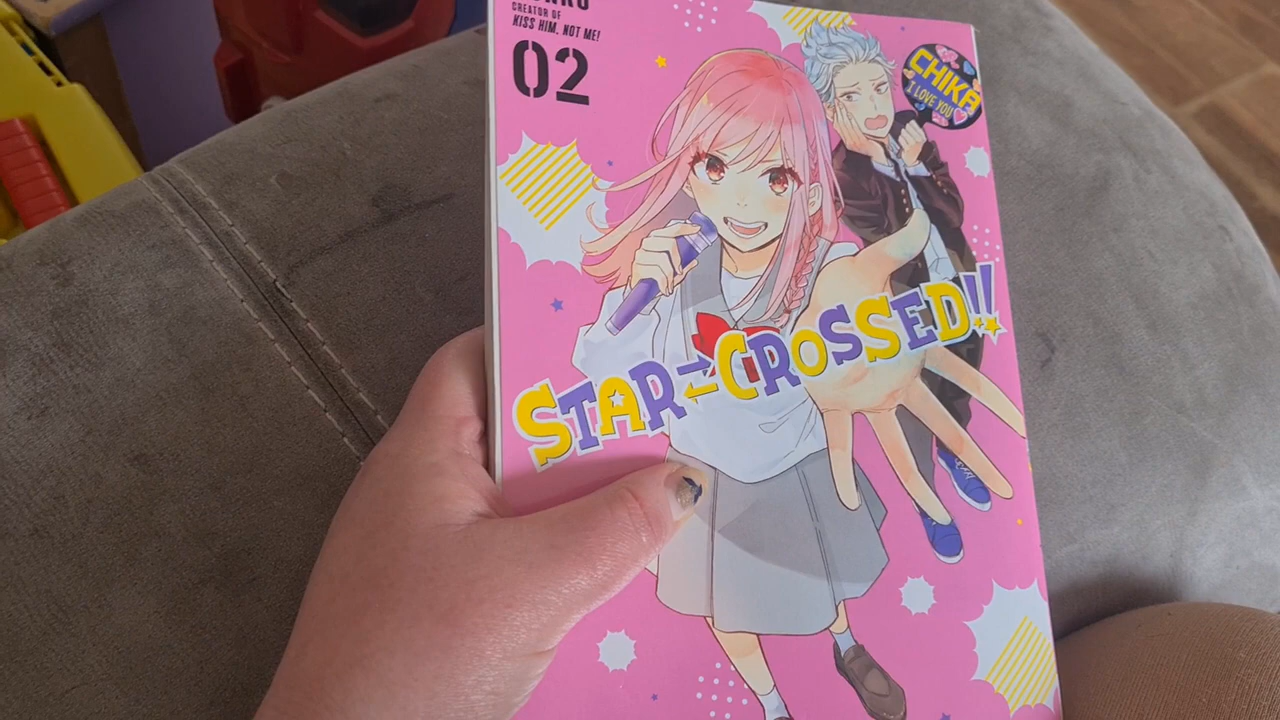 CREATOR OF
KISS HIM, NOT ME!
02
CHIKA
I LOVE YOU
STAR⇄CROSSED!!